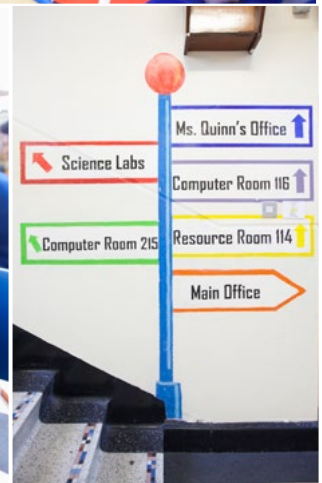 Ms. Quinn's Office
Science Labs
Computer Room 116
Computer Room 215
Resource Room 114
Main Office